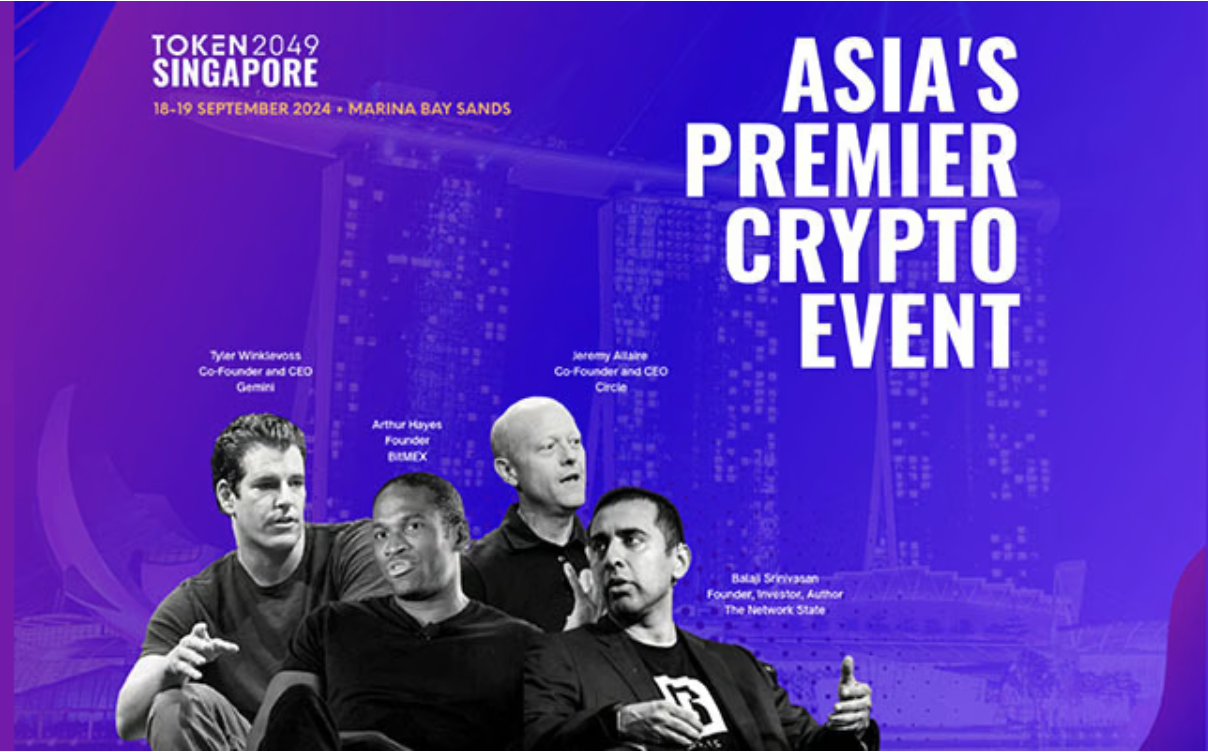 TOKEN2049
SINGAPORE
18-19 SEPTEMBER 2024 • MARINA BAY SANDS
ASIA'S
PREMIER
CRYPTO
EVENT
Tyler Winklevoss
Co-Founder and CEO
Gemini
Arthur Hayes
Founder
BitMEX
Jeremy Allaire
Co-Founder and CEO
Circle
Balaji Srinivasan
Founder, Investor, Author
The Network State